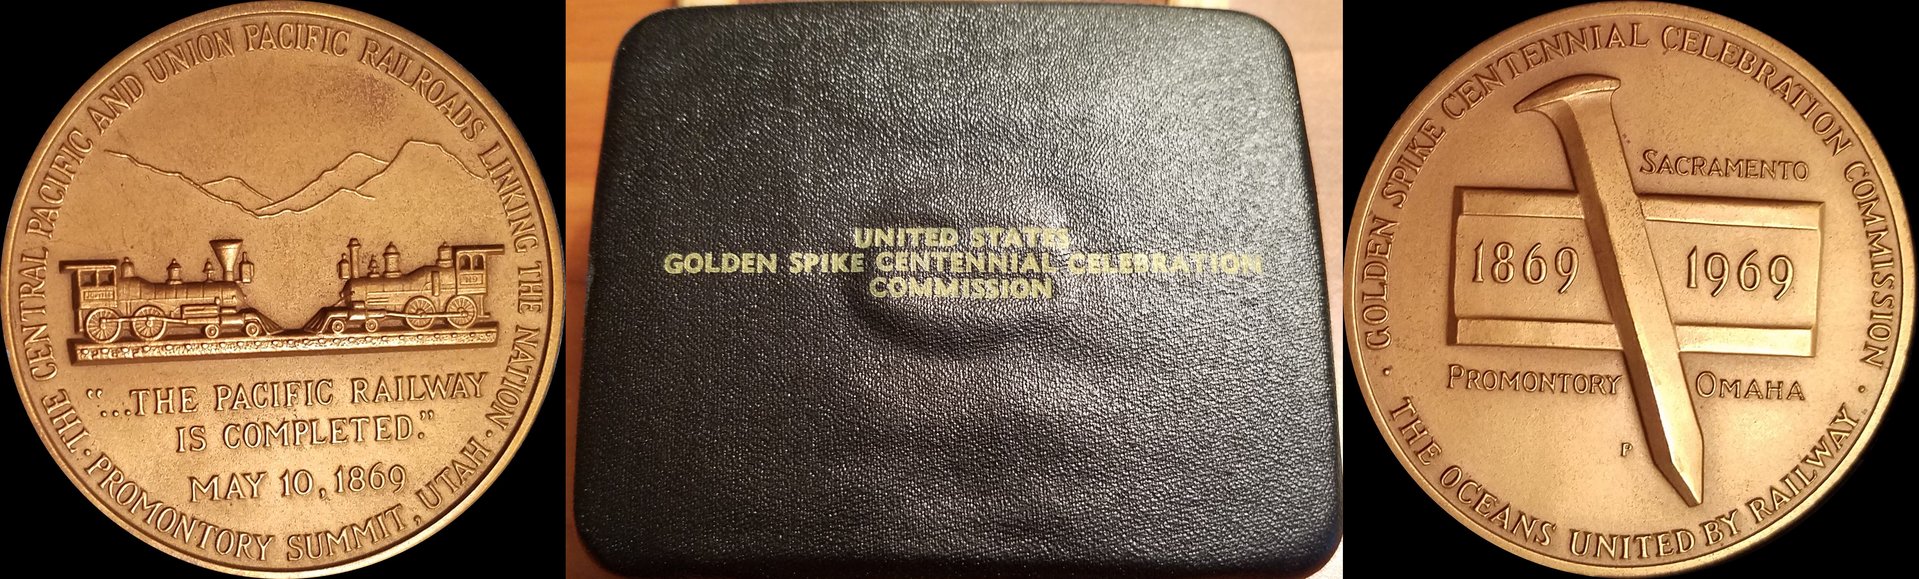 THE CENTRAL PACIFIC AND UNION PACIFIC RAILROADS LINKING THE NATION
"...THE PACIFIC RAILWAY
IS COMPLETED."
MAY 10, 1869
· PROMONTORY SUMMIT, UTAH ·
UNITED STATES
GOLDEN SPIKE CENTENNIAL CELEBRATION
COMMISSION
· GOLDEN SPIKE CENTENNIAL CELEBRATION COMMISSION ·
SACRAMENTO
1869 1969
PROMONTORY OMAHA
P
THE OCEANS UNITED BY RAILWAY